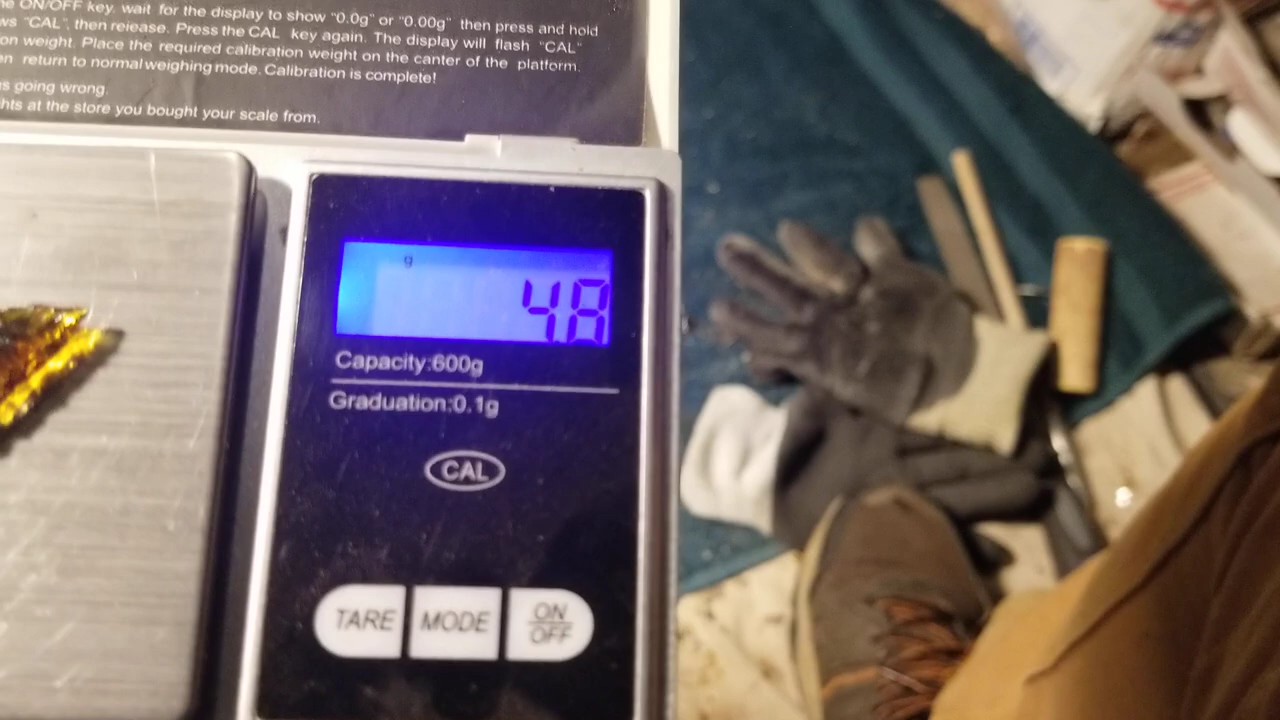 ne ON/OFF key. wait for the display to show "0.0g" or "0.00g" then press and hold
ws "CAL", then reiease. Press the CAL key again. The display will flash "CAL"
on weight. Place the required calibration weight on the canter of the platform.
n return to normal weighing mode. Calibration is complete!
s going wrong.
hts at the store you bought your scale from.
g
48
Capacity:600g
Graduation:0.1g
CAL
TARE MODE ON/OFF